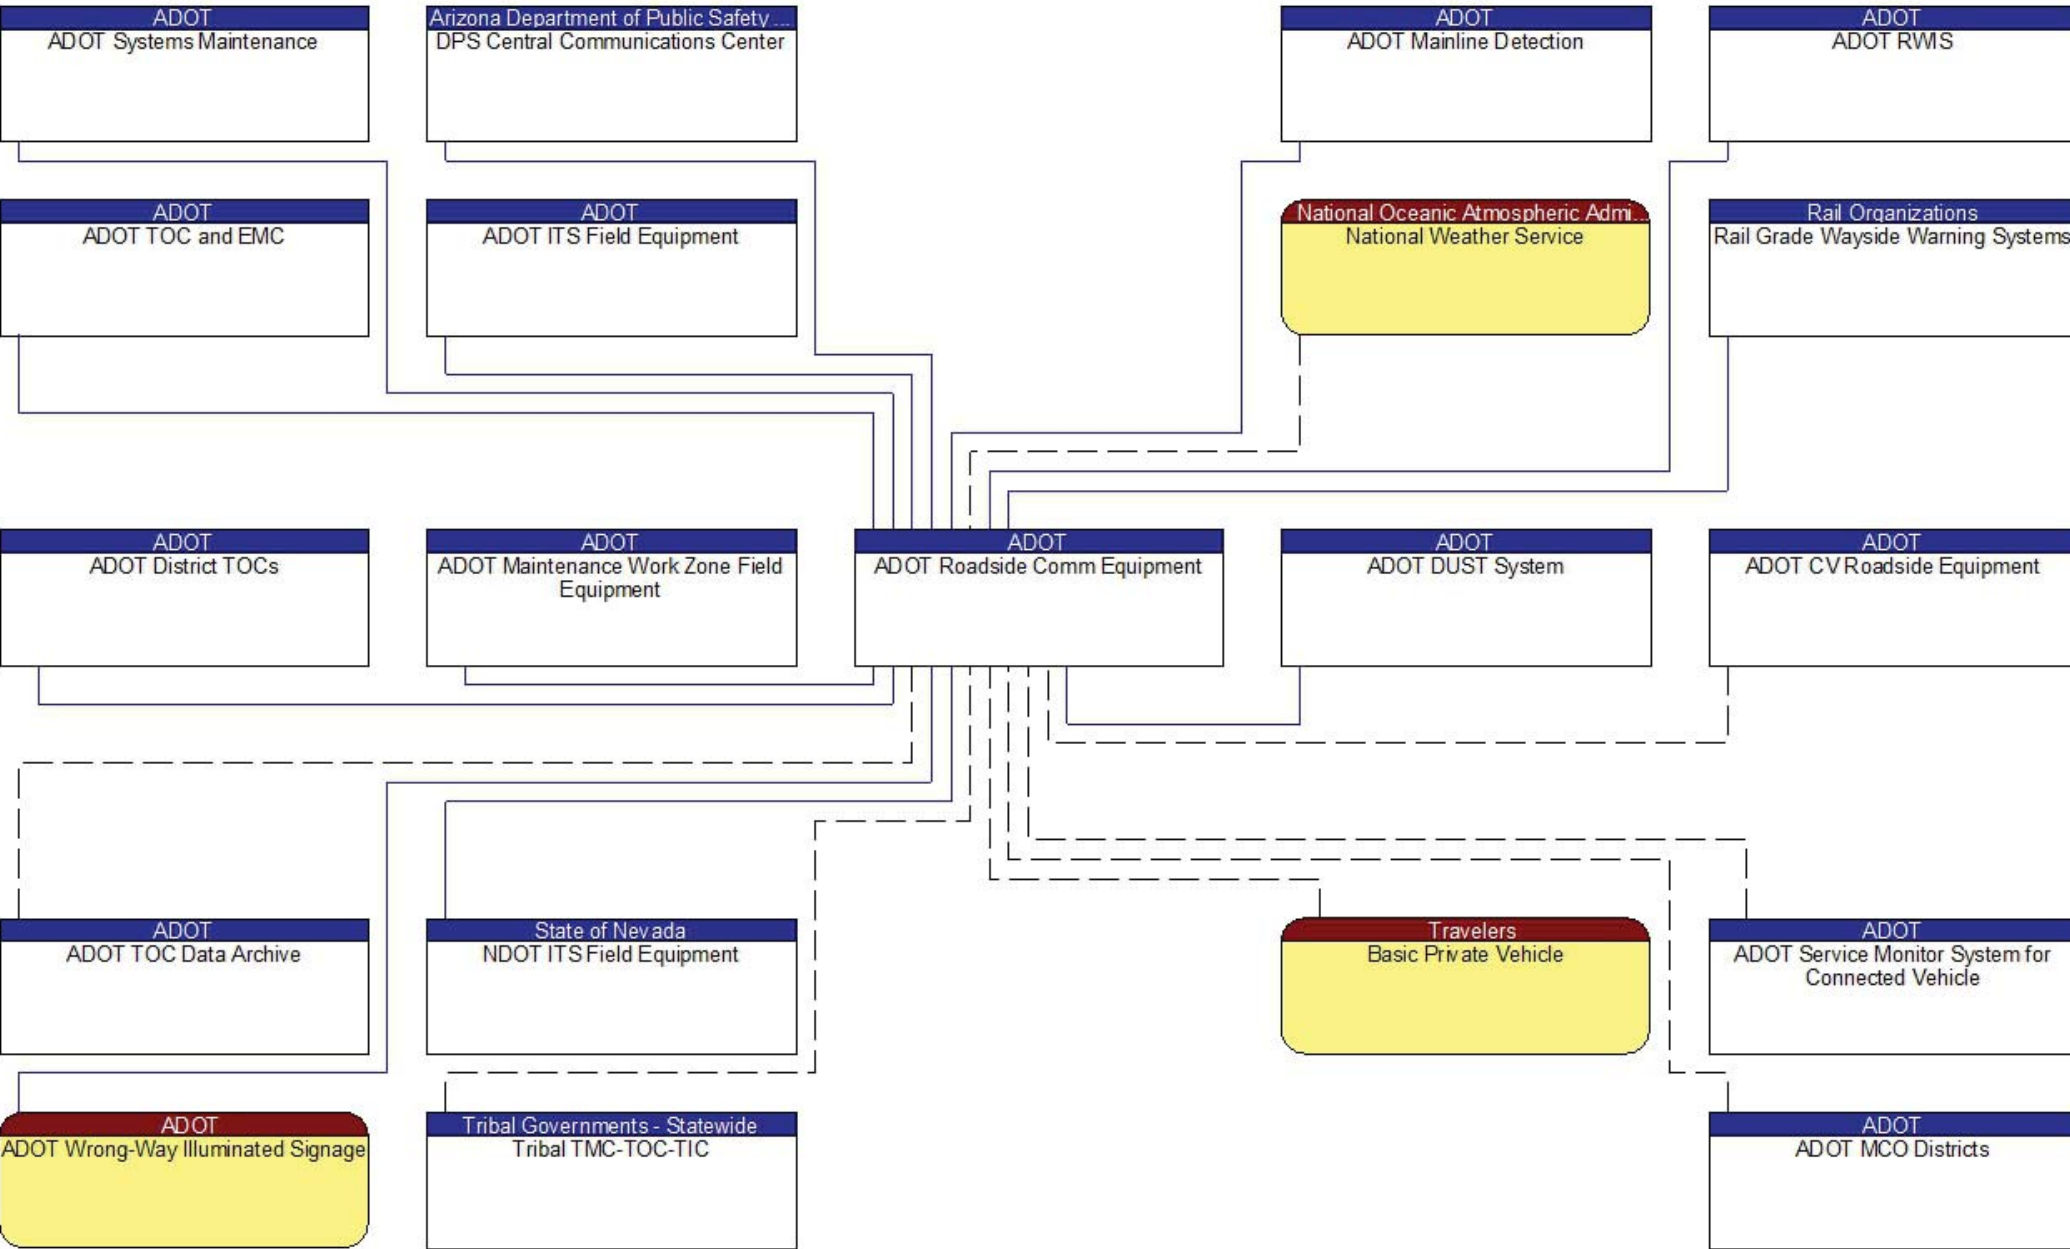 ADOT
ADOT Systems Maintenance
Arizona Department of Public Safety ...
DPS Central Communications Center
ADOT
ADOT Mainline Detection
ADOT
ADOT RWIS
ADOT
ADOT TOC and EMC
ADOT
ADOT ITS Field Equipment
National Oceanic Atmospheric Admi...
National Weather Service
Rail Organizations
Rail Grade Wayside Warning Systems
ADOT
ADOT District TOCs
ADOT
ADOT Maintenance Work Zone Field
Equipment
ADOT
ADOT Roadside Comm Equipment
ADOT
ADOT DUST System
ADOT
ADOT CV Roadside Equipment
ADOT
ADOT TOC Data Archive
State of Nevada
NDOT ITS Field Equipment
Travelers
Basic Private Vehicle
ADOT
ADOT Service Monitor System for
Connected Vehicle
ADOT
ADOT Wrong-Way Illuminated Signage
Tribal Governments - Statewide
Tribal TMC-TOC-TIC
ADOT
ADOT MCO Districts